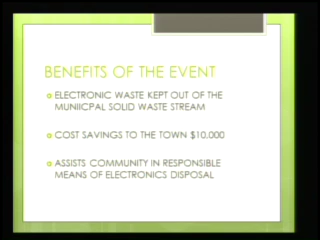 BENEFITS OF THE EVENT
ELECTRONIC WASTE KEPT OUT OF THE
MUNIICPAL SOLID WASTE STREAM
COST SAVINGS TO THE TOWN $10,000
ASSISTS COMMUNITY IN RESPONSIBLE
MEANS OF ELECTRONICS DISPOSAL